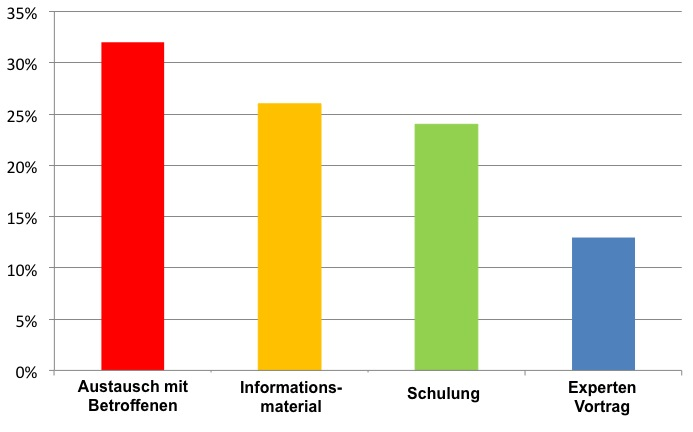 35%
30%
25%
20%
15%
10%
5%
0%
Austausch mit
Betroffenen
Informations-
material
Schulung
Experten
Vortrag